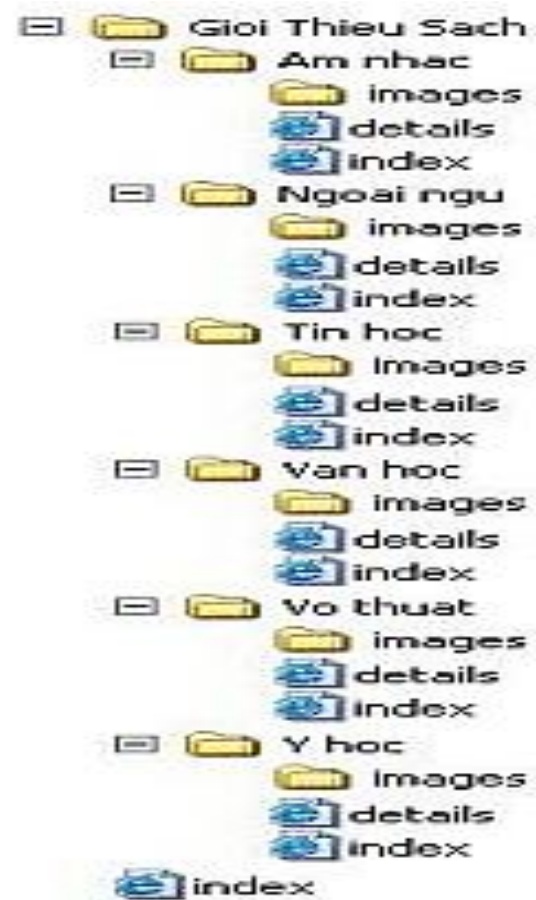 Gioi Thieu Sach
Am nhac
images
details
index
Ngoai ngu
images
details
index
Tin hoc
images
details
index
Van hoc
images
details
index
Vo thuat
images
details
index
Y hoc
images
details
index
index